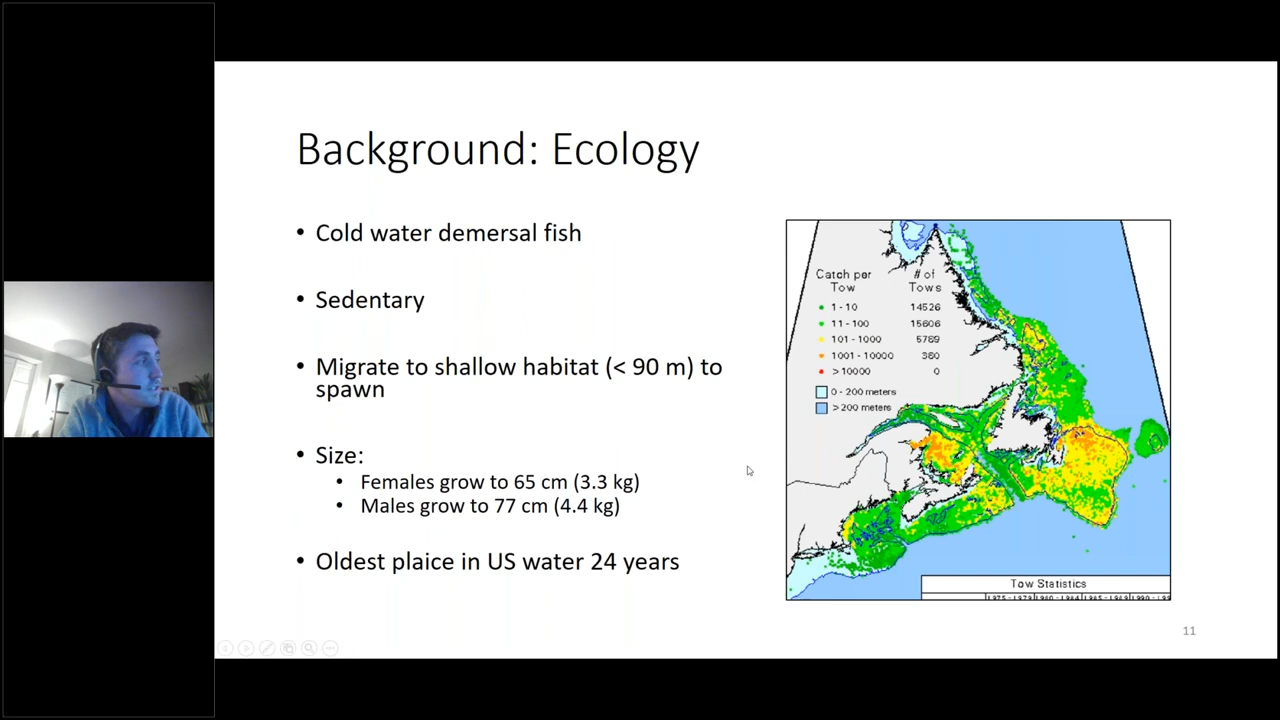 Background: Ecology
• Cold water demersal fish
• Sedentary
• Migrate to shallow habitat (< 90 m) to
spawn
• Size:
• Females grow to 65 cm (3.3 kg)
• Males grow to 77 cm (4.4 kg)
• Oldest plaice in US water 24 years
Catch per # of
Tow Tows
1 - 10 14526
11 - 100 15606
101 - 1000 5789
1001 - 10000 380
> 10000 0
0 - 200 meters
> 200 meters
Tow Statistics
11